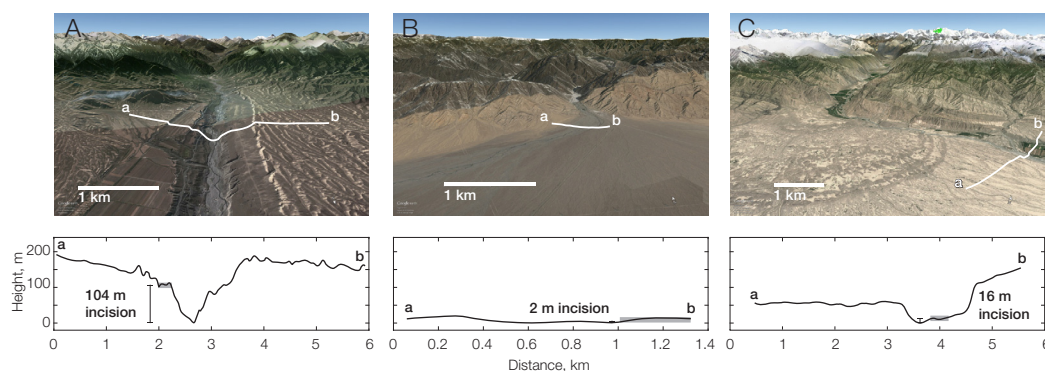 A
a
b
1 km
B
a
b
1 km
C
a
b
1 km
Height, m
200
100
0
a
b
104 m
incision
0 1 2 3 4 5 6
a
b
2 m incision
0 0.2 0.4 0.6 0.8 1 1.2 1.4
a
b
16 m
incision
0 1 2 3 4 5 6
Distance, km